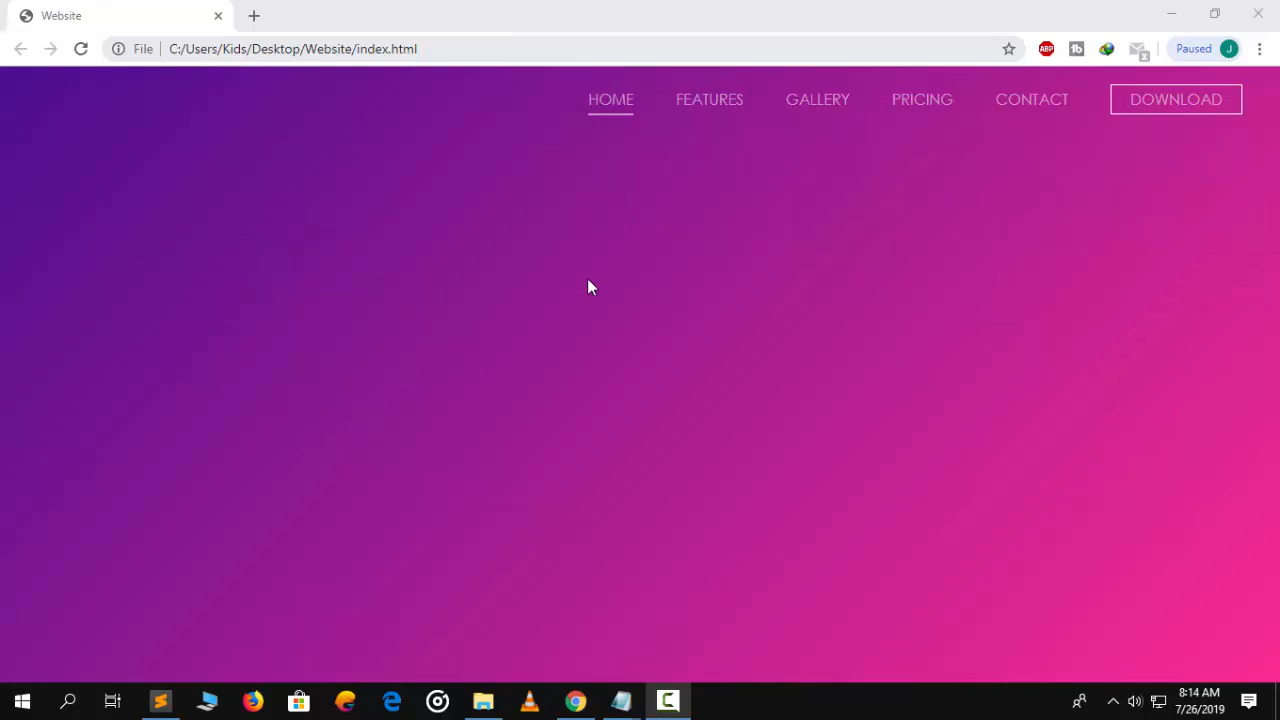 Website
File
C:/Users/Kids/Desktop/Website/index.html
ABP
Paused
J
HOME
FEATURES
GALLERY
PRICING
CONTACT
DOWNLOAD
8:14 AM
7/26/2019